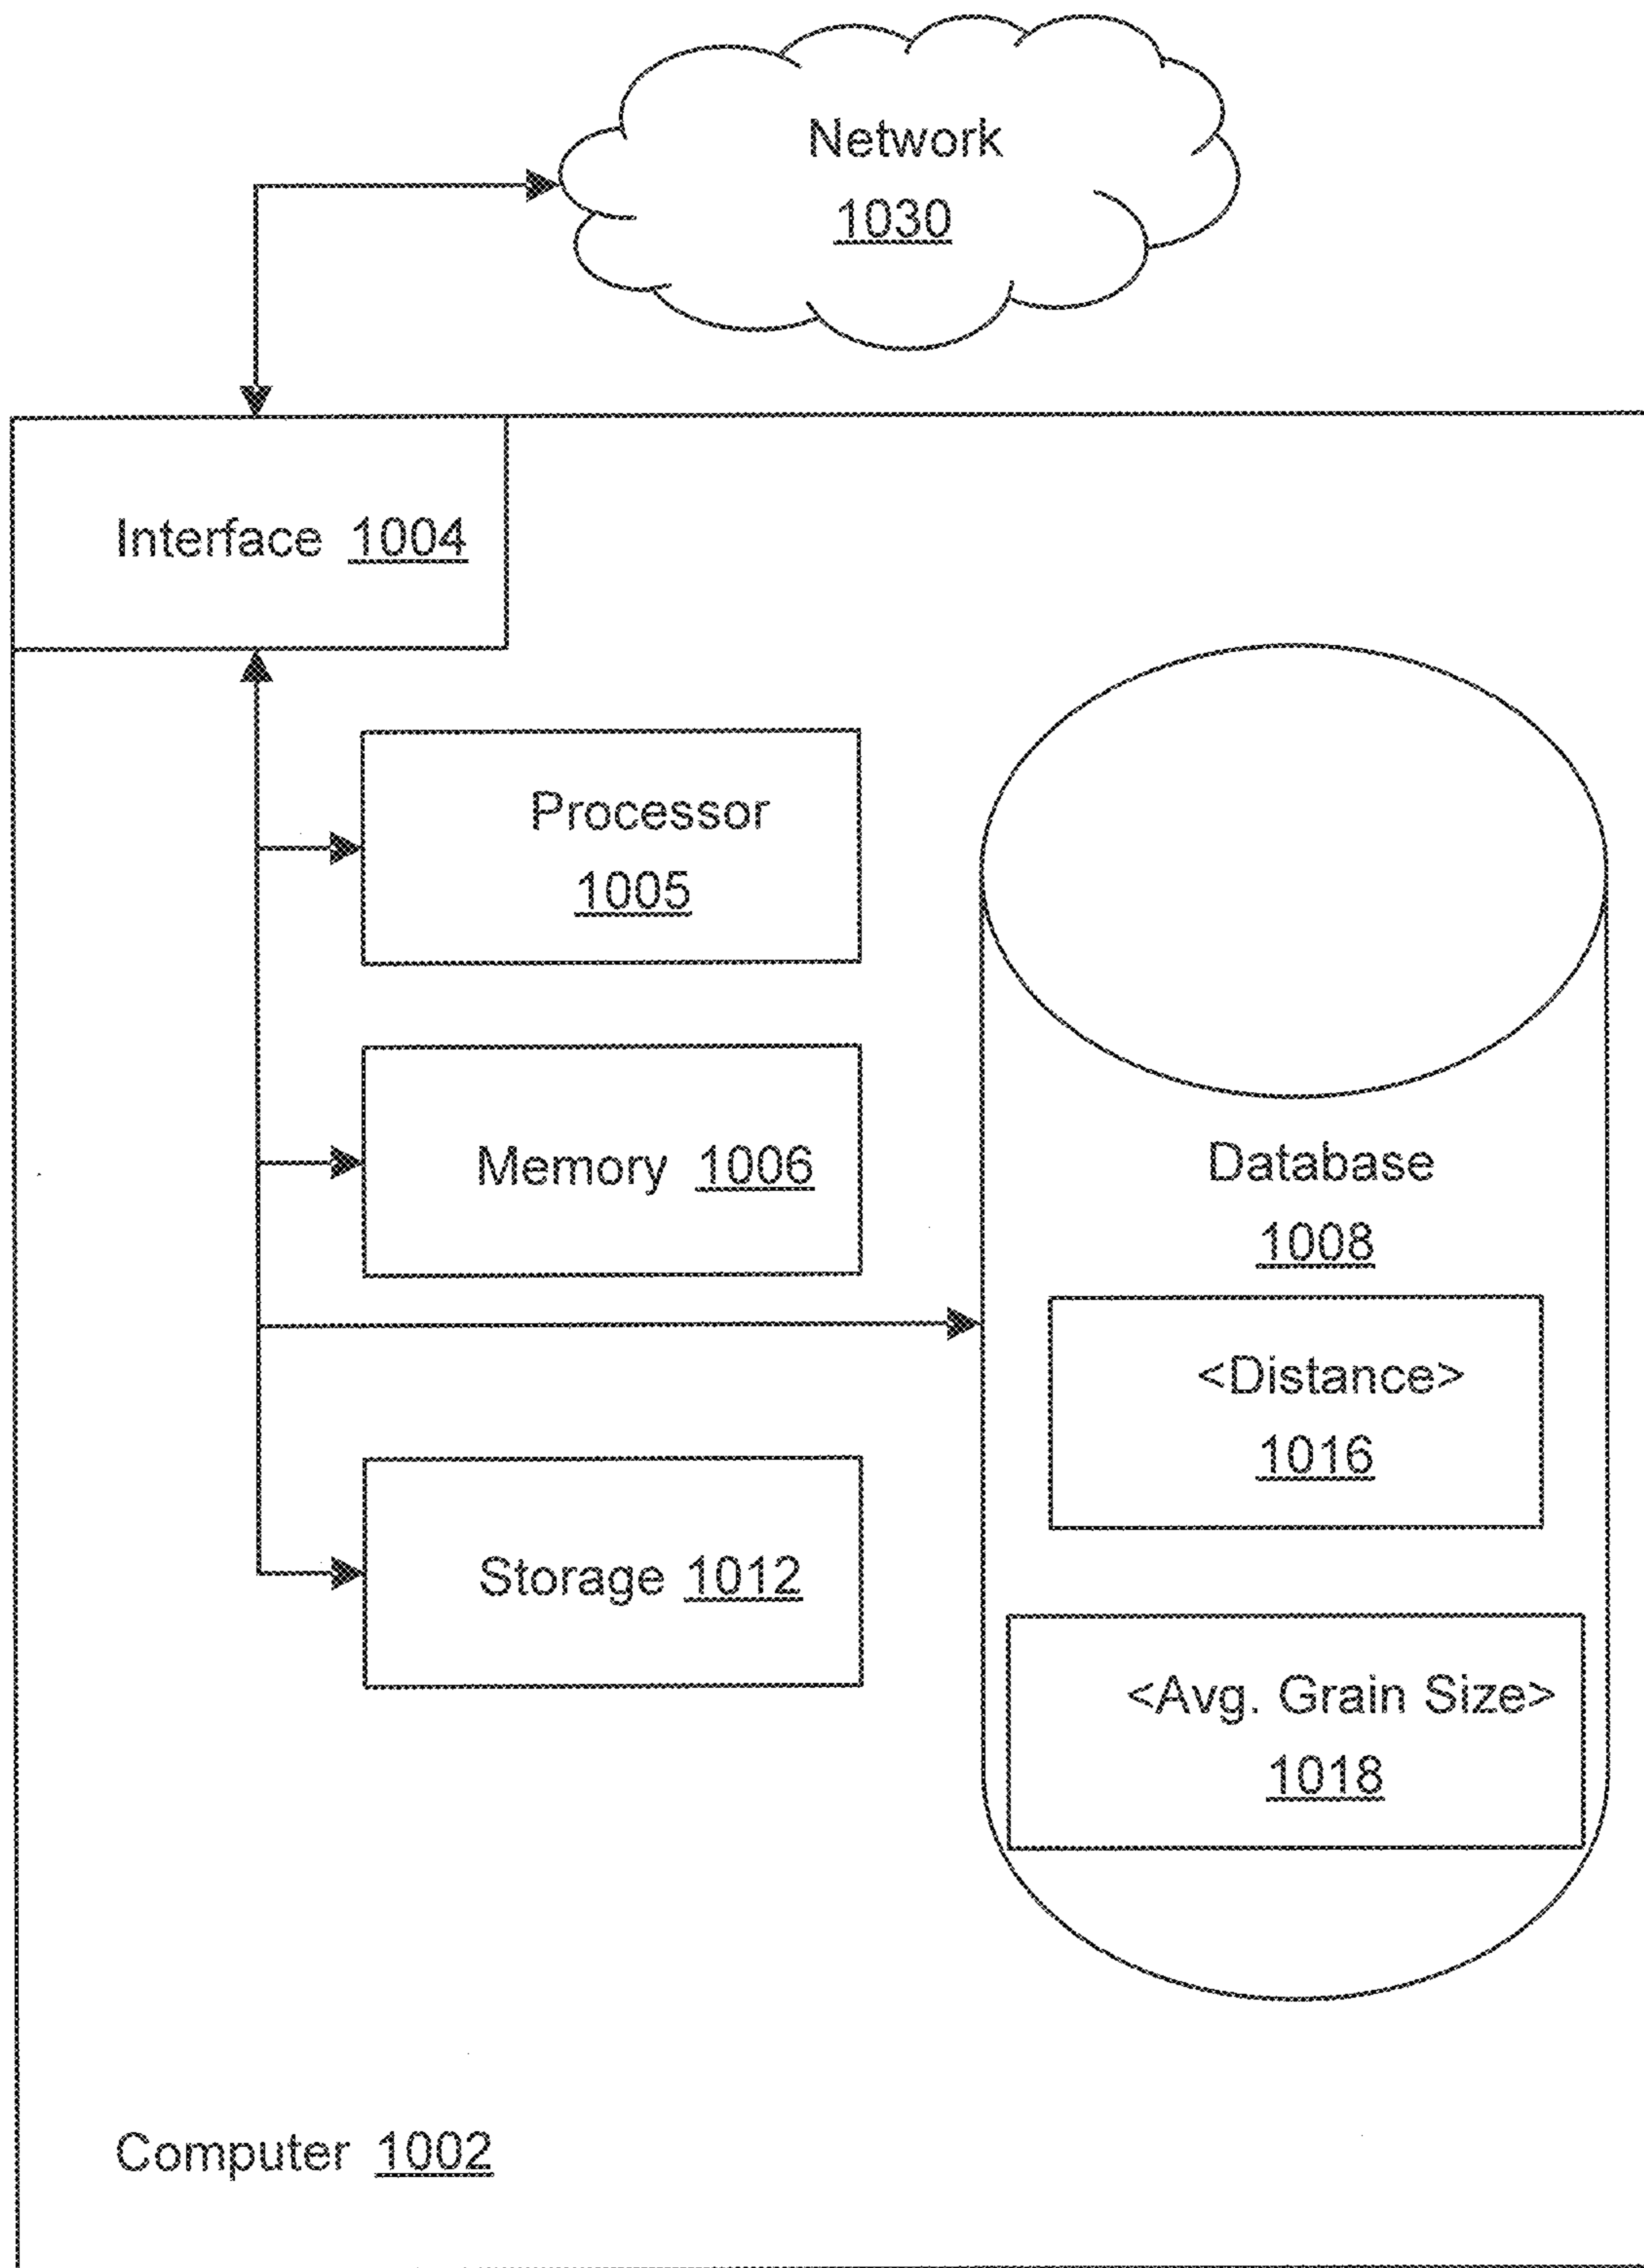 Network
1030
Interface 1004
Processor
1005
Memory 1006
Database
1008
<Distance>
1016
Storage 1012
<Avg. Grain Size>
1018
Computer 1002